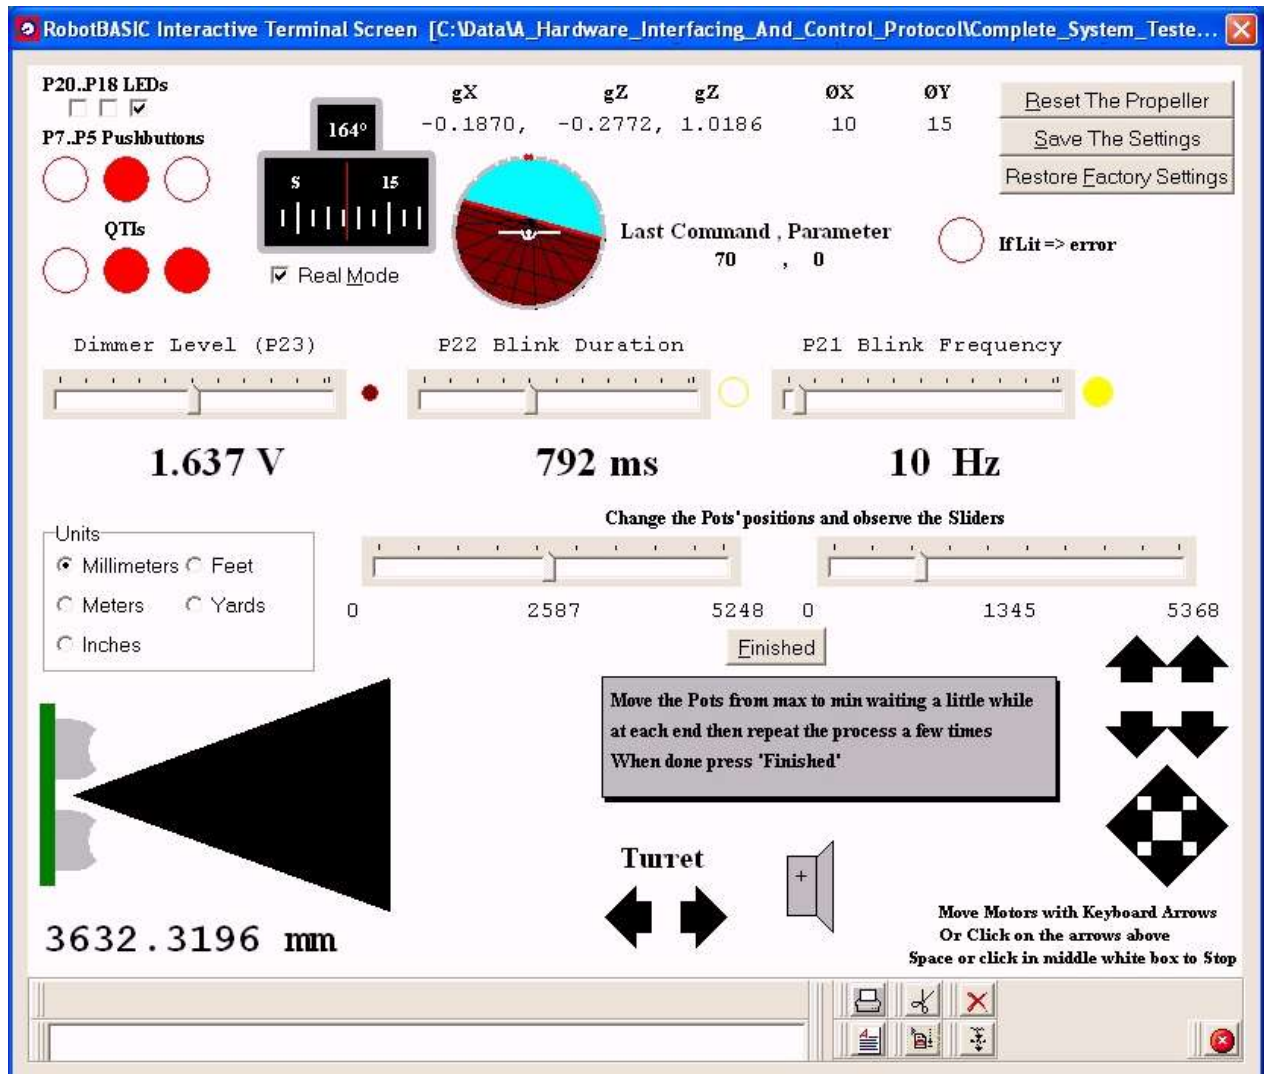 RobotBASIC Interactive Terminal Screen [C:\Data\A_Hardware_Interfacing_And_Control_Protocol\Complete_System_Teste...
P20..P18 LEDs
P7..P5 Pushbuttons
QTIs
164º
S 15
Real Mode
gX gZ gZ ØX ØY
-0.1870, -0.2772, 1.0186 10 15
Last Command , Parameter
70 , 0
Reset The Propeller
Save The Settings
Restore Factory Settings
If Lit => error
Dimmer Level (P23) P22 Blink Duration P21 Blink Frequency
1.637 V 792 ms 10 Hz
Change the Pots' positions and observe the Sliders
Units
Millimeters Feet
Meters Yards
Inches
0 2587 5248 0 1345 5368
Finished
Move the Pots from max to min waiting a little while
at each end then repeat the process a few times
When done press 'Finished'
Turret
+
3632.3196 mm
Move Motors with Keyboard Arrows
Or Click on the arrows above
Space or click in middle white box to Stop